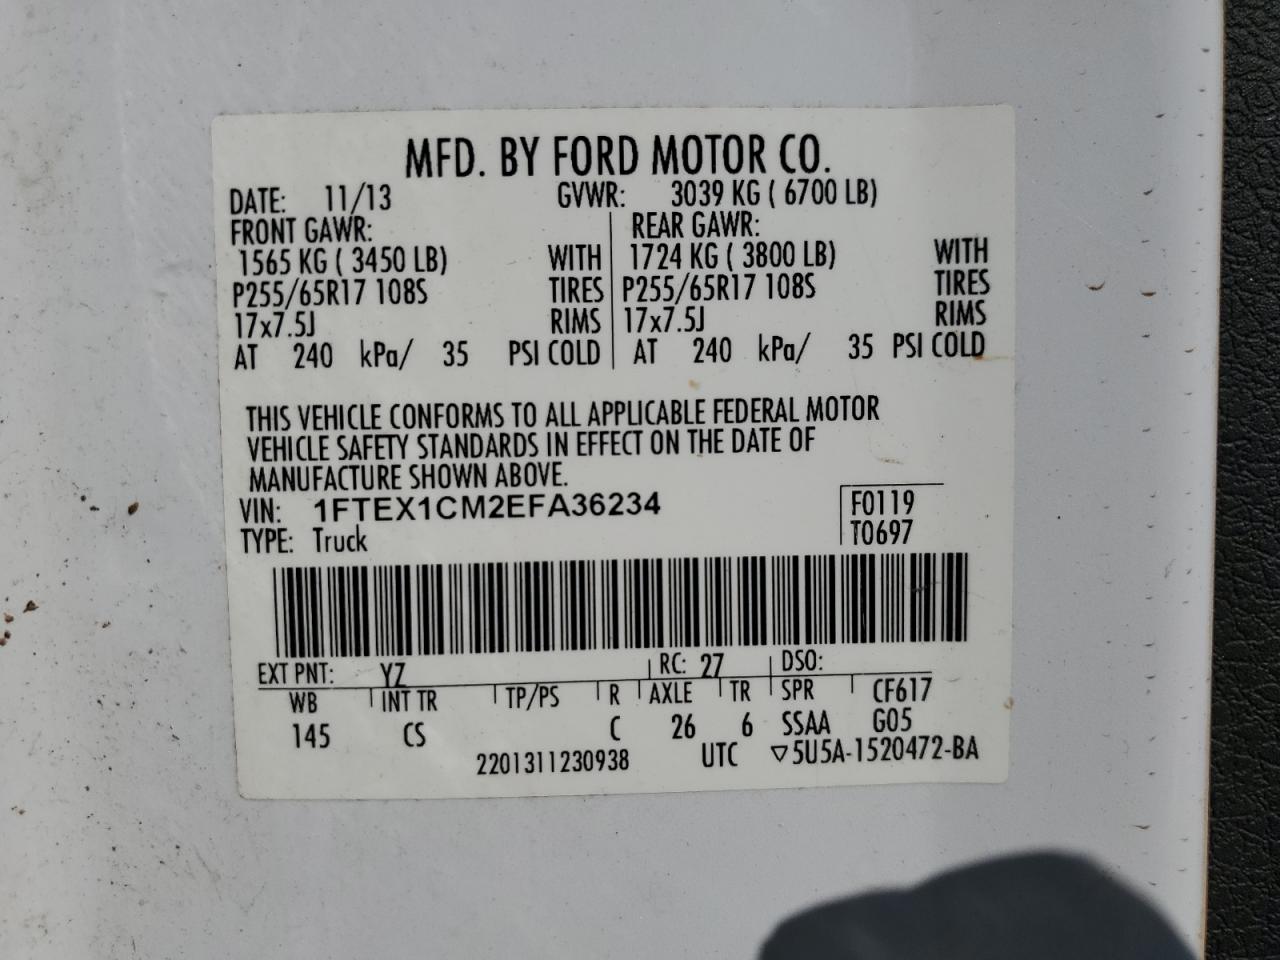 MFD. BY FORD MOTOR CO.
DATE: 11/13 GVWR: 3039 KG ( 6700 LB)
FRONT GAWR: REAR GAWR:
1565 KG ( 3450 LB) WITH 1724 KG ( 3800 LB) WITH
P255/65R17 108S TIRES P255/65R17 108S TIRES
17x7.5J RIMS 17x7.5J RIMS
AT 240 kPa/ 35 PSI COLD AT 240 kPa/ 35 PSI COLD
THIS VEHICLE CONFORMS TO ALL APPLICABLE FEDERAL MOTOR
VEHICLE SAFETY STANDARDS IN EFFECT ON THE DATE OF
MANUFACTURE SHOWN ABOVE.
VIN: 1FTEX1CM2EFA36234 F0119
TYPE: Truck T0697
EXT PNT: YZ RC: 27 DSO:
WB INT TR TP/PS R AXLE TR SPR CF617
145 CS C 26 6 SSAA G05
2201311230938 UTC ▽5U5A-1520472-BA